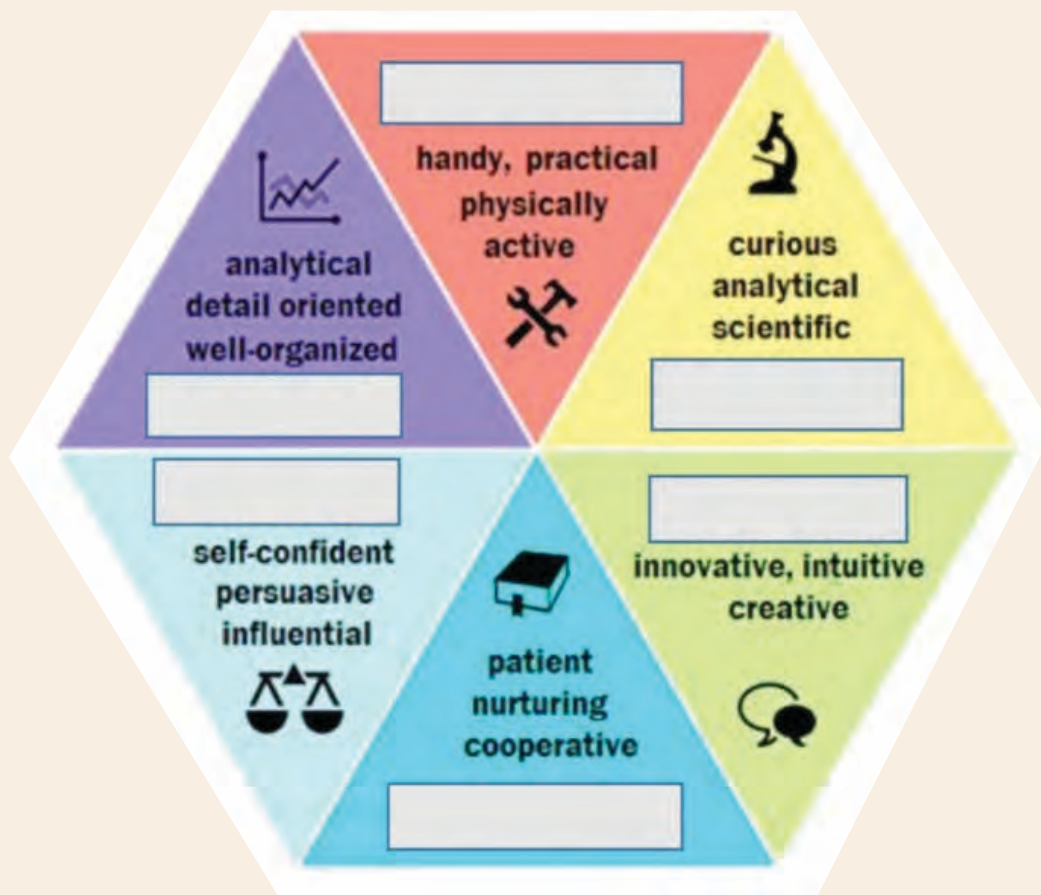 handy, practical
physically
active
analytical
detail oriented
well-organized
curious
analytical
scientific
self-confident
persuasive
influential
patient
nurturing
cooperative
innovative, intuitive
creative